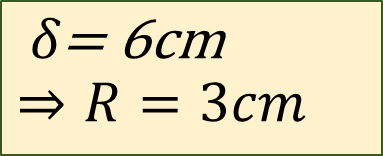 δ = 6cm
⇒ R = 3cm